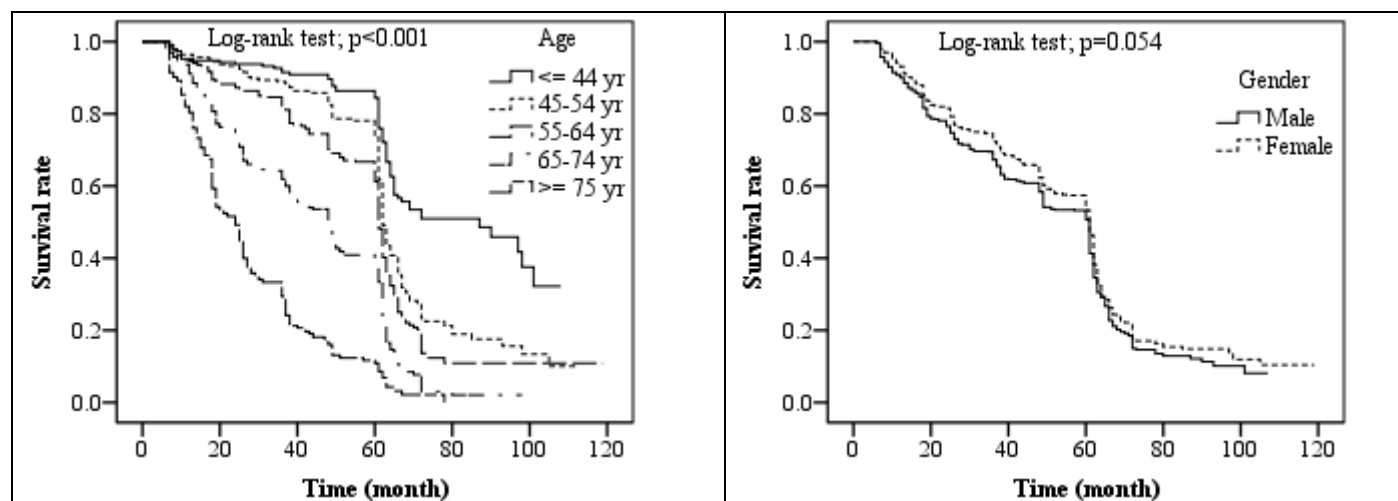 Log-rank test; p<0.001
Age
<= 44 yr
45-54 yr
55-64 yr
65-74 yr
>= 75 yr
1.0
0.8
0.6
0.4
0.2
0.0
Survival rate
0 20 40 60 80 100 120
Time (month)
Log-rank test; p=0.054
Gender
Male
Female
1.0
0.8
0.6
0.4
0.2
0.0
Survival rate
0 20 40 60 80 100 120
Time (month)